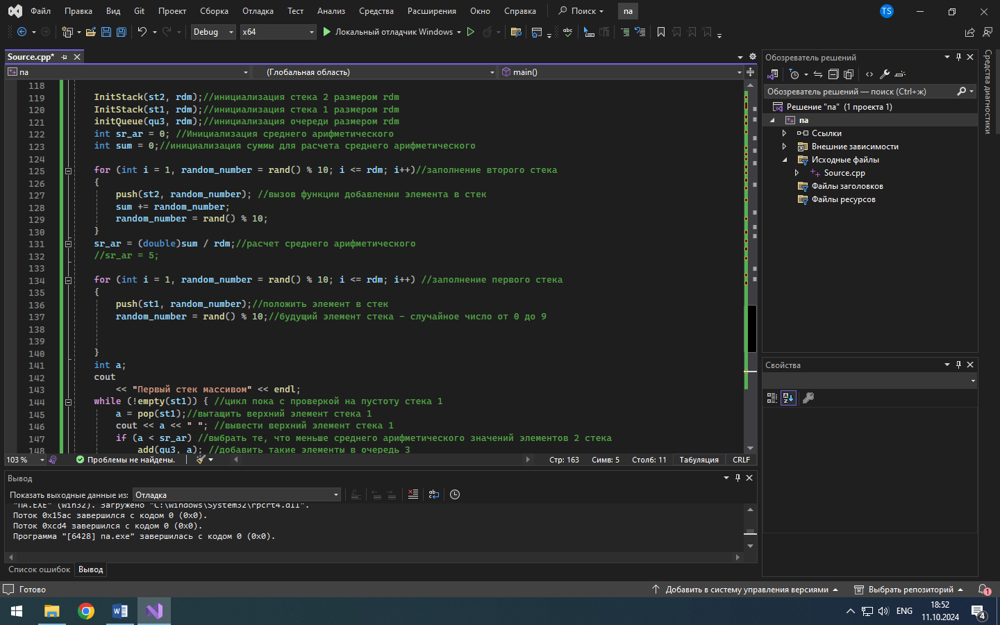 Файл Правка Вид Git Проект Сборка Отладка Тест Анализ Средства Расширения Окно Справка Поиск па TS
Debug x64 Локальный отладчик Windows
Source.cpp*
па (Глобальная область) main()
118
119 InitStack(st2, rdm);//инициализация стека 2 размером rdm
120 InitStack(st1, rdm);//инициализация стека 1 размером rdm
121 initQueue(qu3, rdm);//инициализация очереди размером rdm
122 int sr_ar = 0; //Инициализация среднего арифметического
123 int sum = 0;//инициализация суммы для расчета среднего арифметического
124
125 for (int i = 1, random_number = rand() % 10; i <= rdm; i++)//заполнение второго стека
126 {
127 push(st2, random_number); //вызов функции добавлении элемента в стек
128 sum += random_number;
129 random_number = rand() % 10;
130 }
131 sr_ar = (double)sum / rdm;//расчет среднего арифметического
132 //sr_ar = 5;
133
134 for (int i = 1, random_number = rand() % 10; i <= rdm; i++) //заполнение первого стека
135 {
136 push(st1, random_number);//положить элемент в стек
137 random_number = rand() % 10;//будущий элемент стека - случайное число от 0 до 9
138
139
140 }
141 int a;
142 cout
143 << "Первый стек массивом" << endl;
144 while (!empty(st1)) { //цикл пока с проверкой на пустоту стека 1
145 a = pop(st1);//вытащить верхний элемент стека 1
146 cout << a << " "; //вывести верхний элемент стека 1
147 if (a < sr_ar) //выбрать те, что меньше среднего арифметического значений элементов 2 стека
148 add(qu3, a); //добавить такие элементы в очередь 3
103 % Проблемы не найдены. Стр: 163 Симв: 5 Столб: 11 Табуляция CRLF
Вывод
Показать выходные данные из: Отладка
"ПА.EXE" (Win32). Загружено "C:\Windows\System32\rpcrt4.dll".
Поток 0x15ac завершился с кодом 0 (0x0).
Поток 0xcd4 завершился с кодом 0 (0x0).
Программа "[6428] па.exe" завершилась с кодом 0 (0x0).
Список ошибок Вывод
Обозреватель решений
Обозреватель решений — поиск (Ctrl+ж)
Решение "па" (1 проекта 1)
па
Ссылки
Внешние зависимости
Исходные файлы
Source.cpp
Файлы заголовков
Файлы ресурсов
Свойства
Средства диагностики
Готово Добавить в систему управления версиями Выбрать репозиторий 1
ENG 18:52 11.10.2024 4